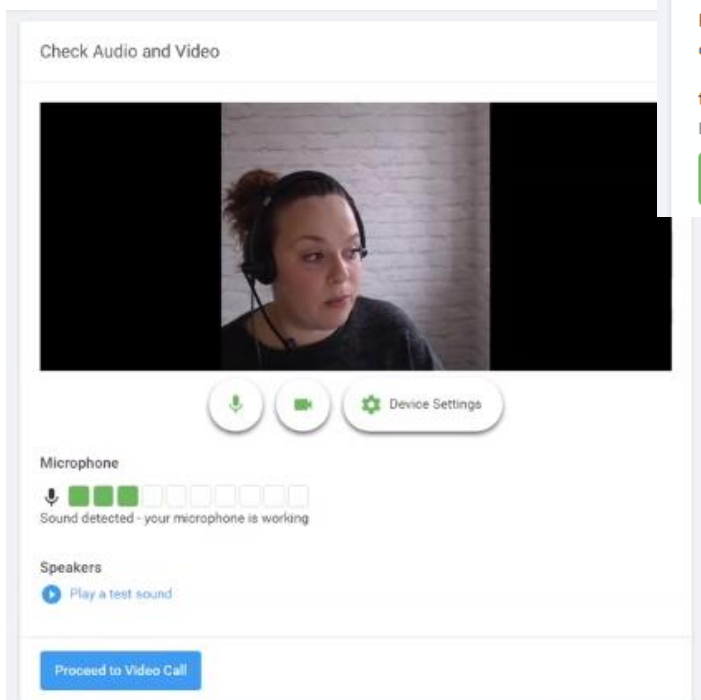 Check Audio and Video
Device Settings
Microphone
Sound detected - your microphone is working
Speakers
Play a test sound
Proceed to Video Call